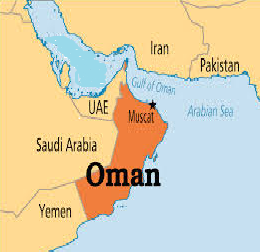 Iran
Pakistan
Gulf of Oman
UAE
Muscat
Arabian Sea
Saudi Arabia
Oman
Yemen